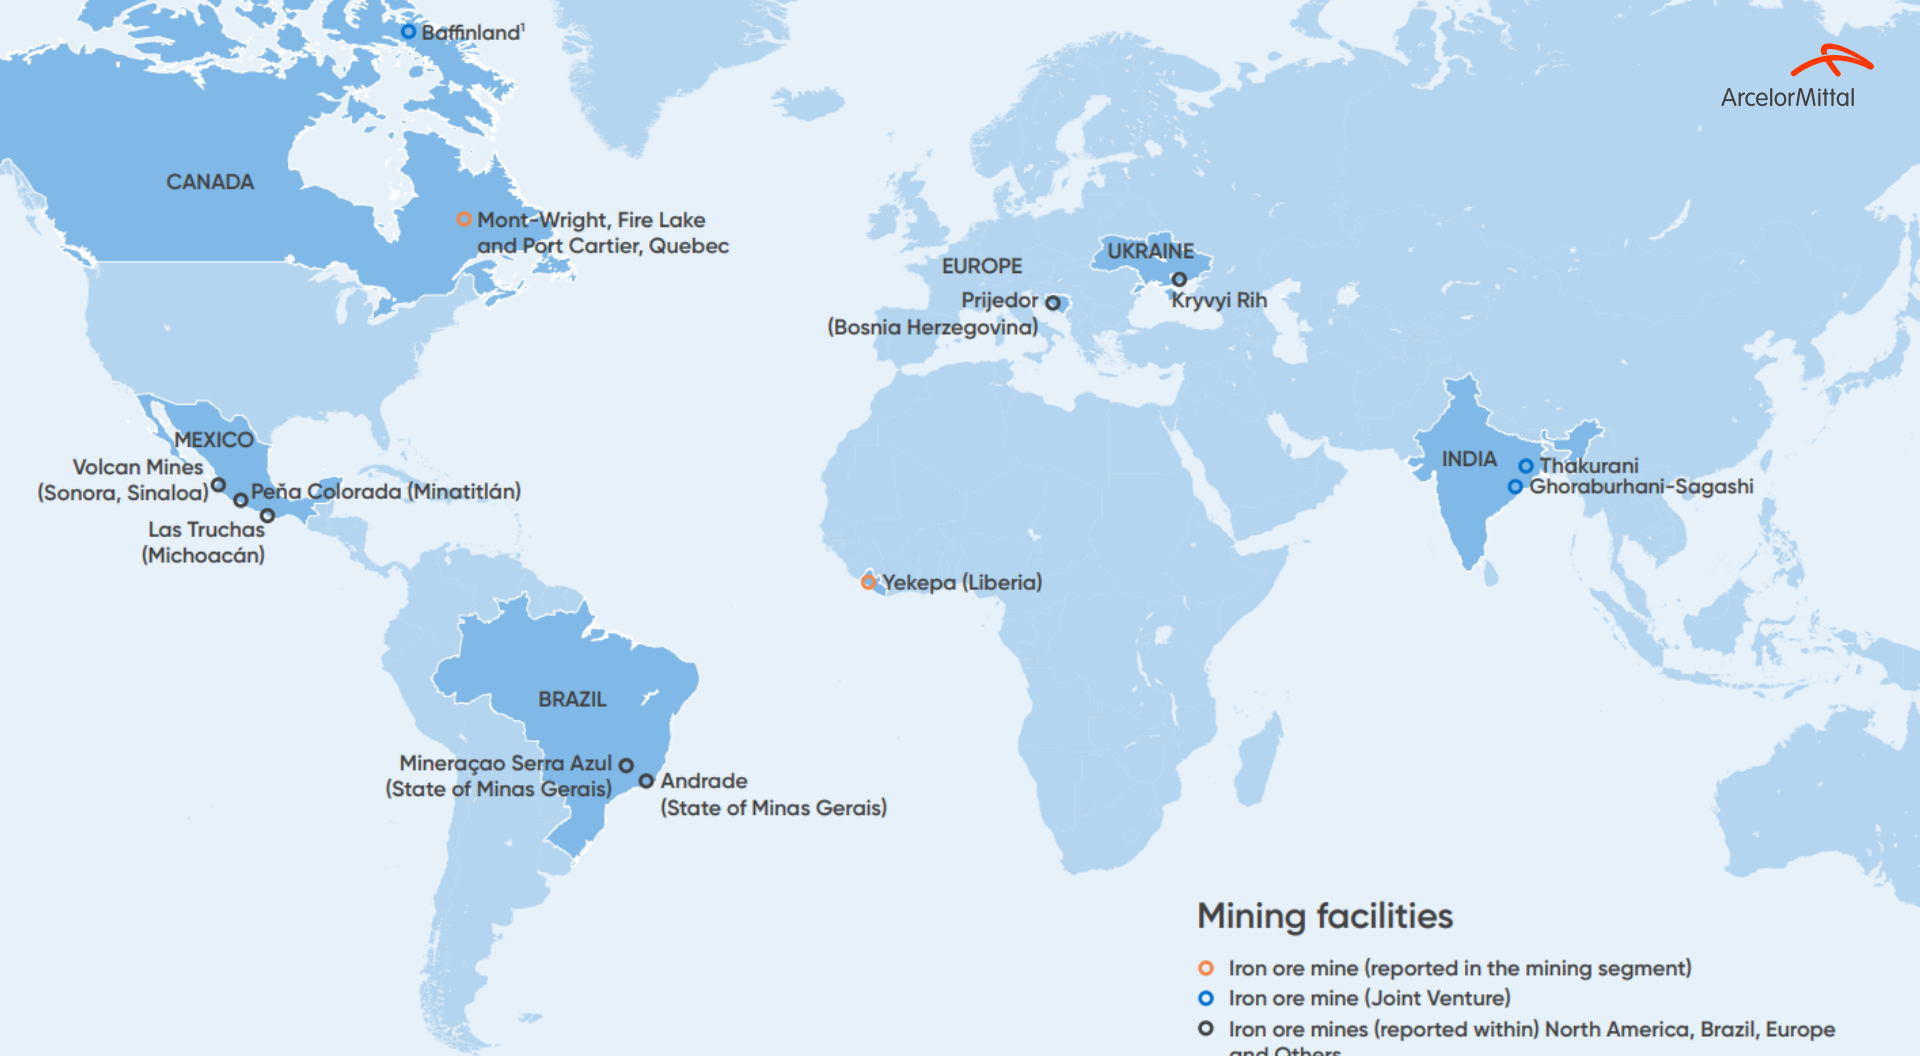 Baffinland¹
ArcelorMittal
CANADA
Mont-Wright, Fire Lake
and Port Cartier, Quebec
UKRAINE
EUROPE
Prijedor
(Bosnia Herzegovina)
Kryvyi Rih
MEXICO
Volcan Mines
(Sonora, Sinaloa)
Peña Colorada (Minatitlán)
Las Truchas
(Michoacán)
INDIA
Thakurani
Ghoraburhani-Sagashi
Yekepa (Liberia)
BRAZIL
Mineraçao Serra Azul
(State of Minas Gerais)
Andrade
(State of Minas Gerais)
Mining facilities
Iron ore mine (reported in the mining segment)
Iron ore mine (Joint Venture)
Iron ore mines (reported within) North America, Brazil, Europe
and Others